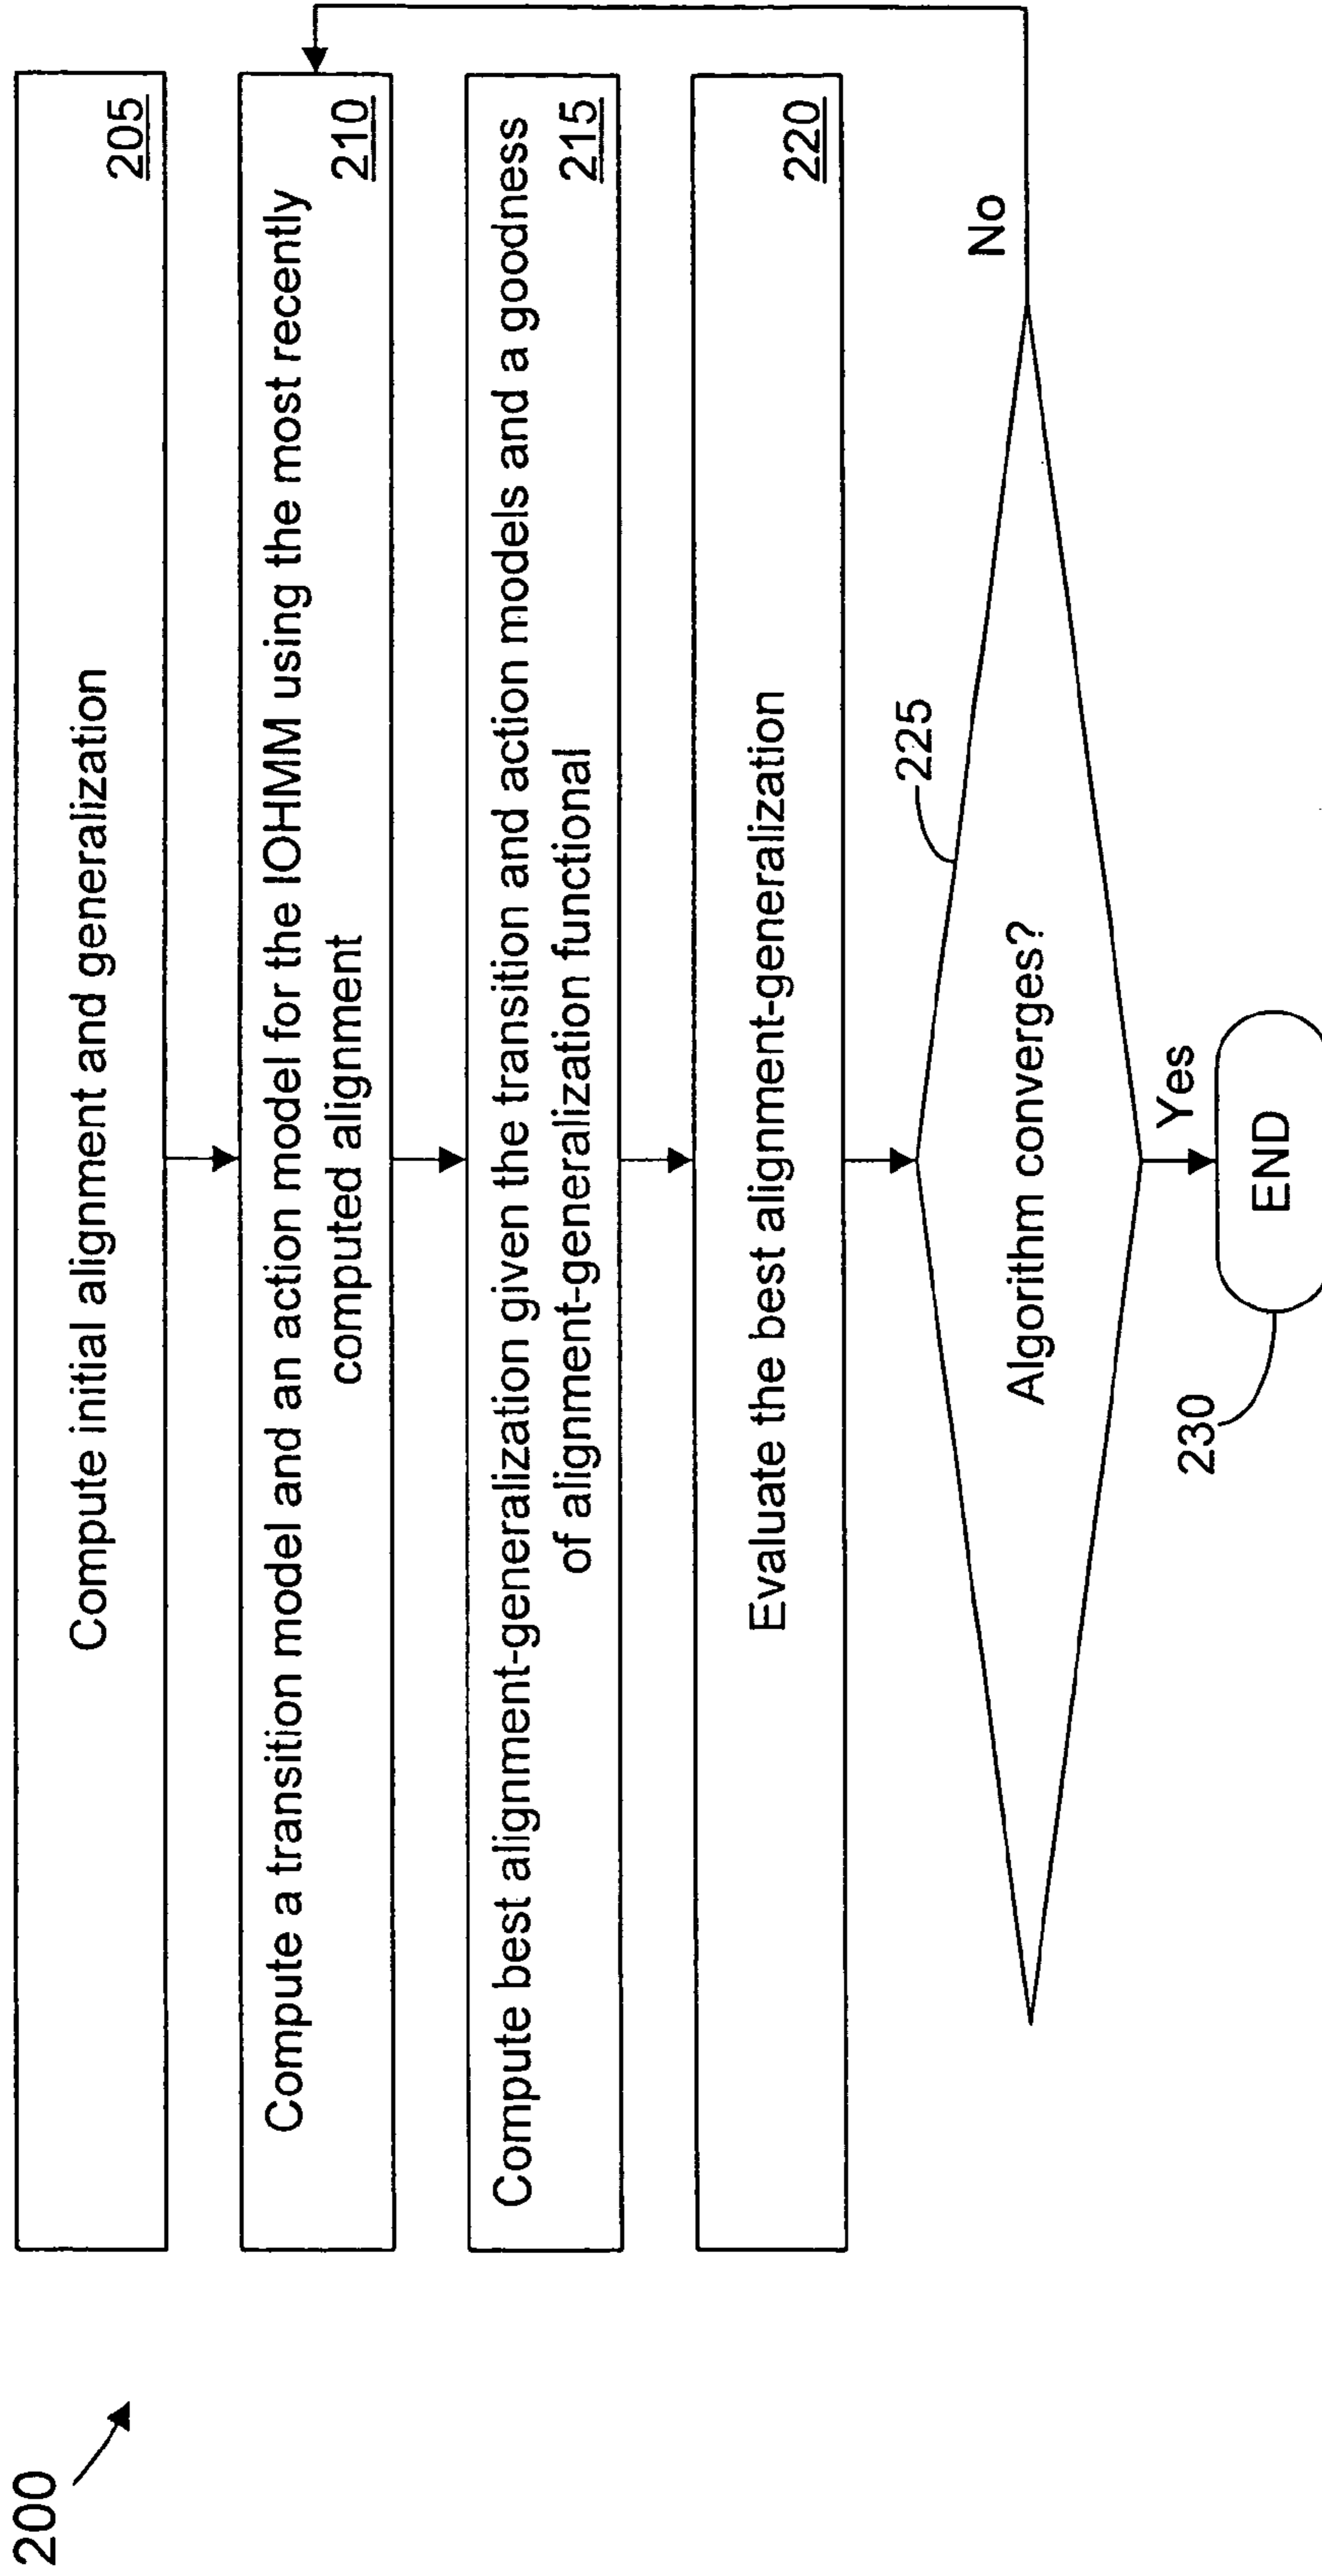 200
Compute initial alignment and generalization
205
Compute a transition model and an action model for the IOHMM using the most recently
computed alignment
210
Compute best alignment-generalization given the transition and action models and a goodness
of alignment-generalization functional
215
Evaluate the best alignment-generalization
220
225
Algorithm converges?
No
Yes
230
END